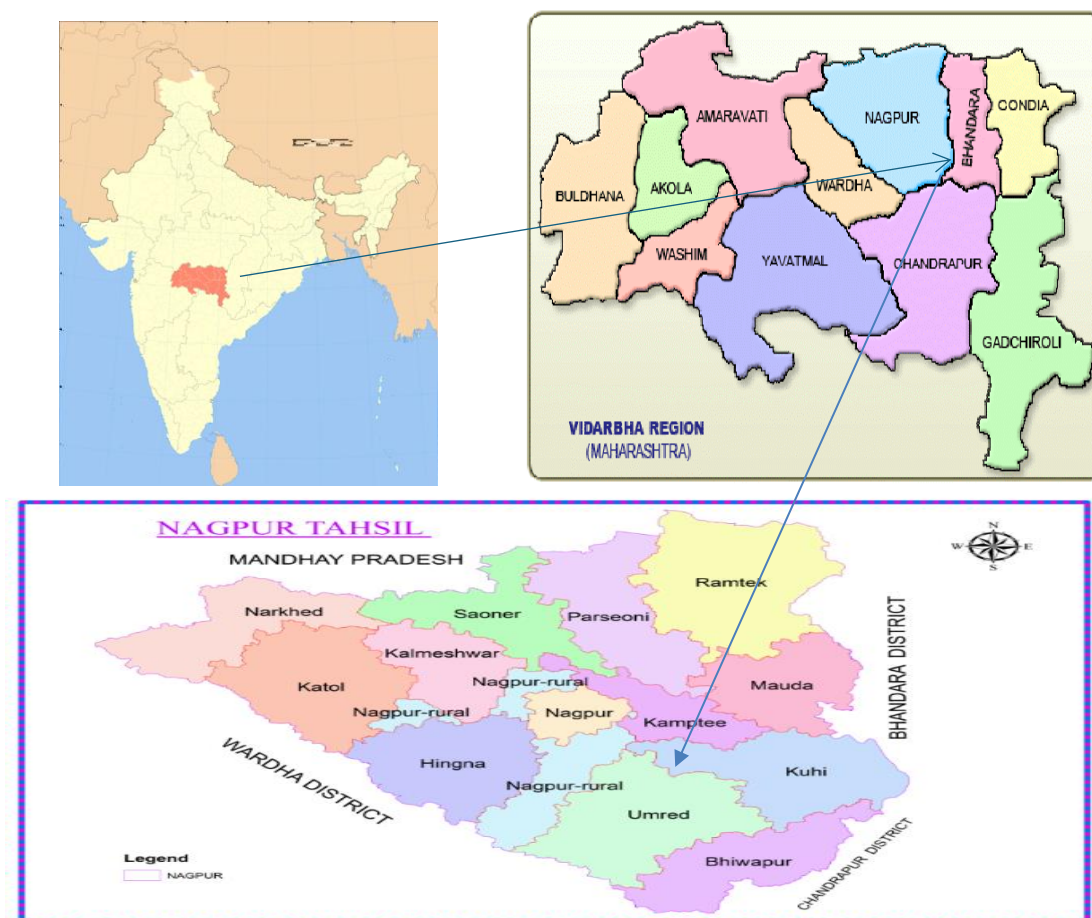 AMARAVATI
NAGPUR
BHANDARA
GONDIA
BULDHANA
AKOLA
WARDHA
WASHIM
YAVATMAL
CHANDRAPUR
GADCHIROLI
VIDARBHA REGION
(MAHARASHTRA)
NAGPUR TAHSIL
MANDHAY PRADESH
N
W
E
S
Ramtek
Narkhed
Saoner
Parseoni
Kalmeshwar
Katol
Nagpur-rural
Mauda
BHANDARA DISTRICT
Nagpur-rural
Nagpur
Kamptee
WARDHA DISTRICT
Hingna
Nagpur-rural
Kuhi
Umred
Bhiwapur
CHANDRAPUR DISTRICT
Legend
NAGPUR